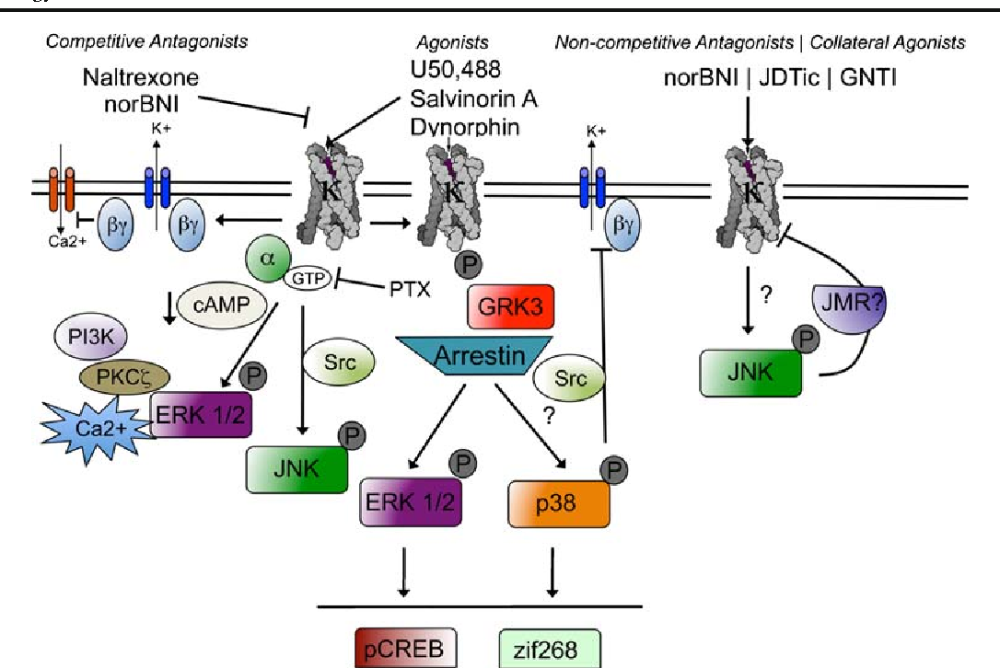 Competitive Antagonists
Agonists
Non-competitive Antagonists | Collateral Agonists
Naltrexone
norBNI
U50,488
Salvinorin A
Dynorphin
norBNI | JDTic | GNTI
K+
K+
κ
κ
κ
βγ
βγ
βγ
Ca2+
α
GTP
PTX
P
cAMP
GRK3
?
JMR?
PI3K
Src
Arrestin
P
PKCζ
P
Src
JNK
Ca2+
ERK 1/2
?
P
JNK
P
P
ERK 1/2
p38
pCREB
zif268